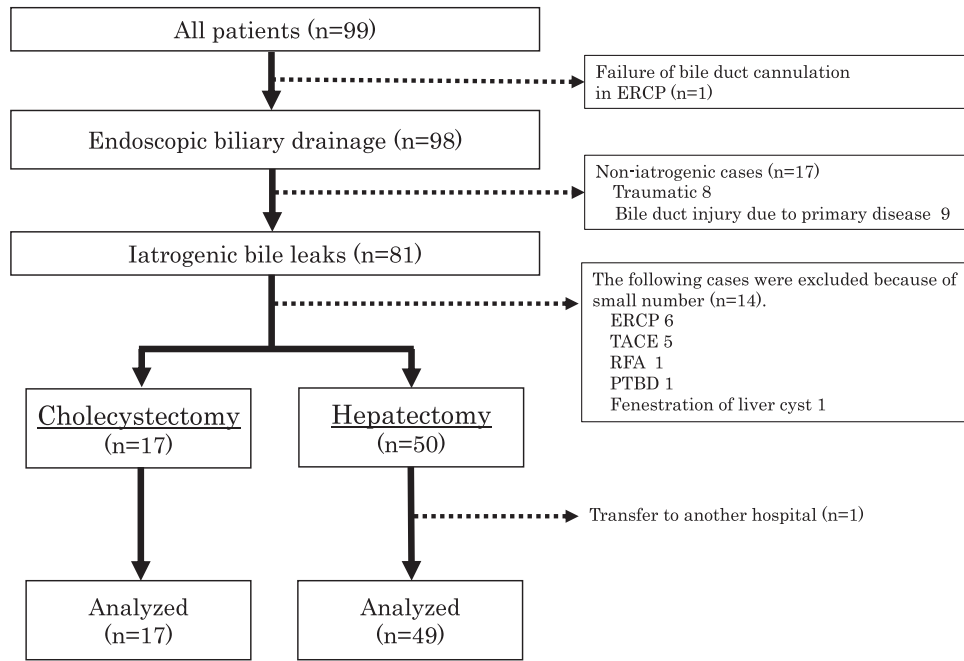 All patients (n=99)
Failure of bile duct cannulation
in ERCP (n=1)
Endoscopic biliary drainage (n=98)
Non-iatrogenic cases (n=17)
Traumatic 8
Bile duct injury due to primary disease 9
Iatrogenic bile leaks (n=81)
The following cases were excluded because of
small number (n=14).
ERCP 6
TACE 5
RFA 1
PTBD 1
Fenestration of liver cyst 1
Cholecystectomy
(n=17)
Hepatectomy
(n=50)
Transfer to another hospital (n=1)
Analyzed
(n=17)
Analyzed
(n=49)